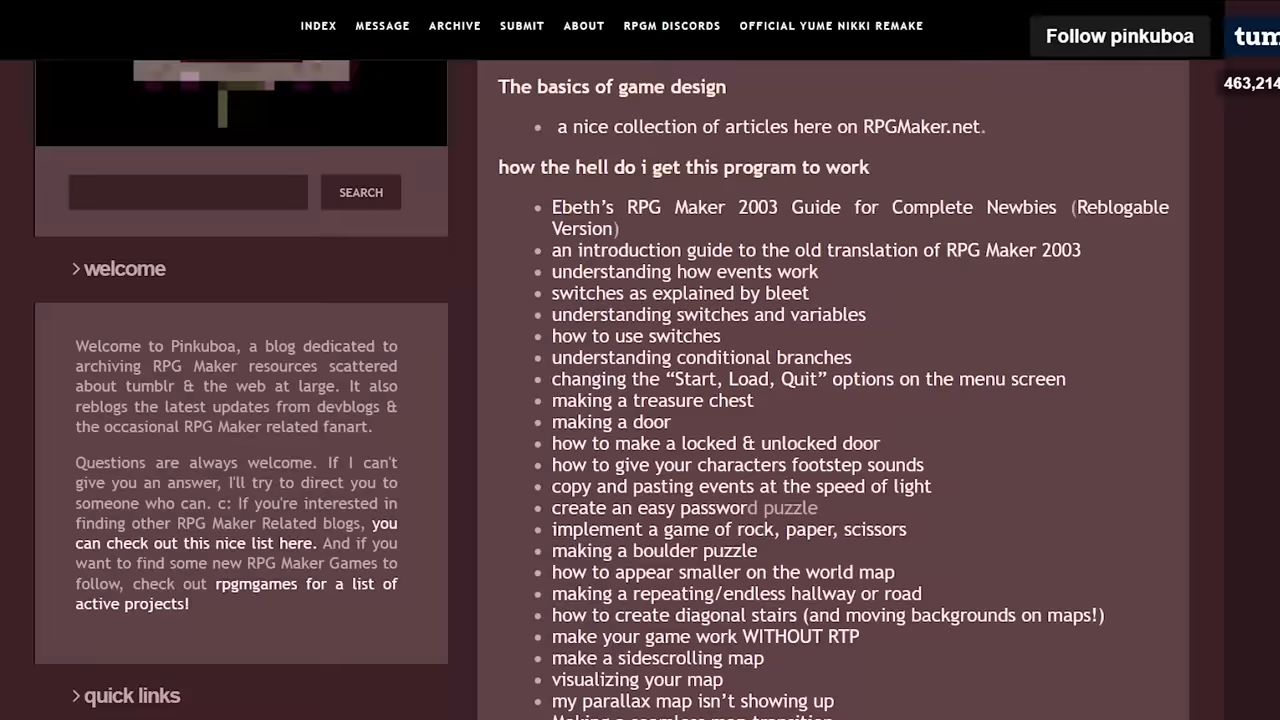 INDEX MESSAGE ARCHIVE SUBMIT ABOUT RPGM DISCORDS OFFICIAL YUME NIKKI REMAKE
Follow pinkuboa
463,214
SEARCH
> welcome
Welcome to Pinkuboa, a blog dedicated to
archiving RPG Maker resources scattered
about tumblr & the web at large. It also
reblogs the latest updates from devblogs &
the occasional RPG Maker related fanart.
Questions are always welcome. If I can't
give you an answer, I'll try to direct you to
someone who can. c: If you're interested in
finding other RPG Maker Related blogs, you
can check out this nice list here. And if you
want to find some new RPG Maker Games to
follow, check out rpgmgames for a list of
active projects!
> quick links
The basics of game design
a nice collection of articles here on RPGMaker.net.
how the hell do i get this program to work
Ebeth’s RPG Maker 2003 Guide for Complete Newbies (Reblogable
Version)
an introduction guide to the old translation of RPG Maker 2003
understanding how events work
switches as explained by bleet
understanding switches and variables
how to use switches
understanding conditional branches
changing the “Start, Load, Quit” options on the menu screen
making a treasure chest
making a door
how to make a locked & unlocked door
how to give your characters footstep sounds
copy and pasting events at the speed of light
create an easy password puzzle
implement a game of rock, paper, scissors
making a boulder puzzle
how to appear smaller on the world map
making a repeating/endless hallway or road
how to create diagonal stairs (and moving backgrounds on maps!)
make your game work WITHOUT RTP
make a sidescrolling map
visualizing your map
my parallax map isn’t showing up